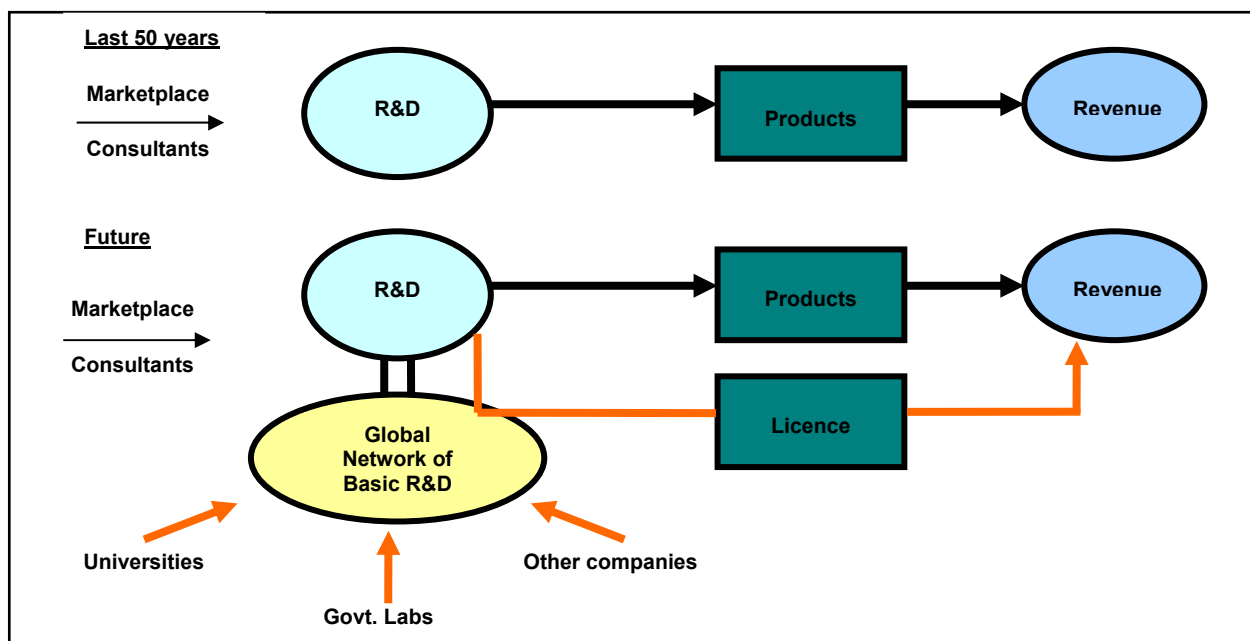 Last 50 years
Marketplace
Consultants
R&D
Products
Revenue
Future
Marketplace
Consultants
R&D
Products
Revenue
Licence
Global
Network of
Basic R&D
Universities
Other companies
Govt. Labs